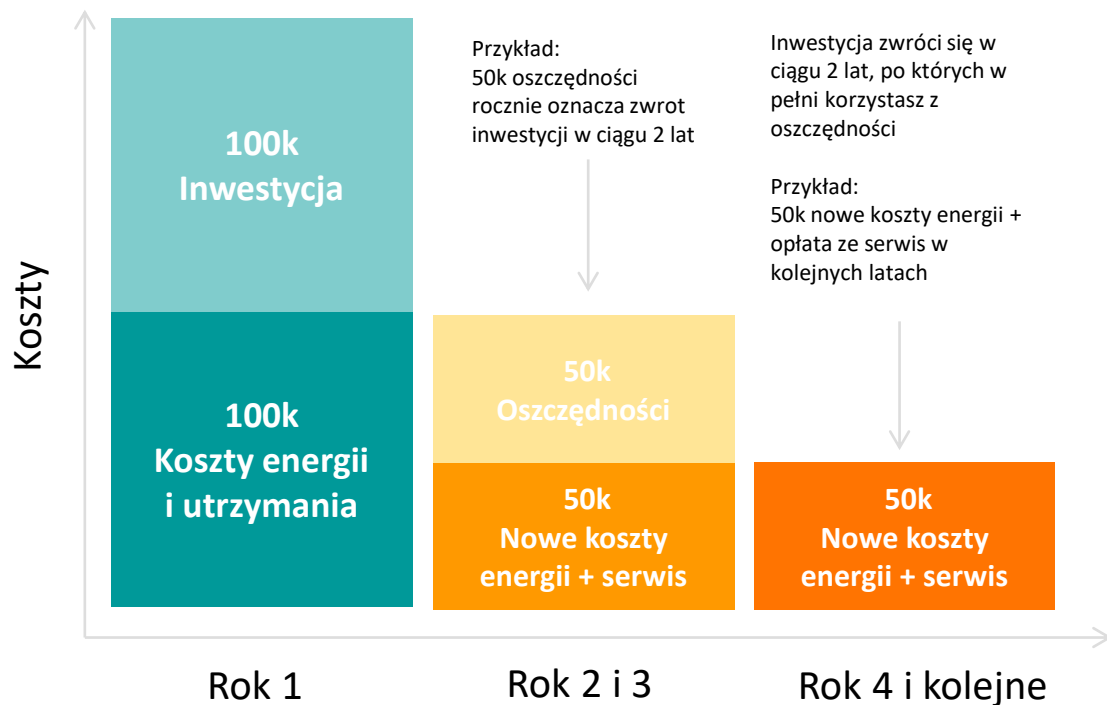 Koszty
100k
Inwestycja
100k
Koszty energii
i utrzymania
Przykład:
50k oszczędności
rocznie oznacza zwrot
inwestycji w ciągu 2 lat
50k
Oszczędności
50k
Nowe koszty
energii + serwis
Inwestycja zwróci się w
ciągu 2 lat, po których w
pełni korzystasz z
oszczędności
Przykład:
50k nowe koszty energii +
opłata ze serwis w
kolejnych latach
50k
Nowe koszty
energii + serwis
Rok 1
Rok 2 i 3
Rok 4 i kolejne